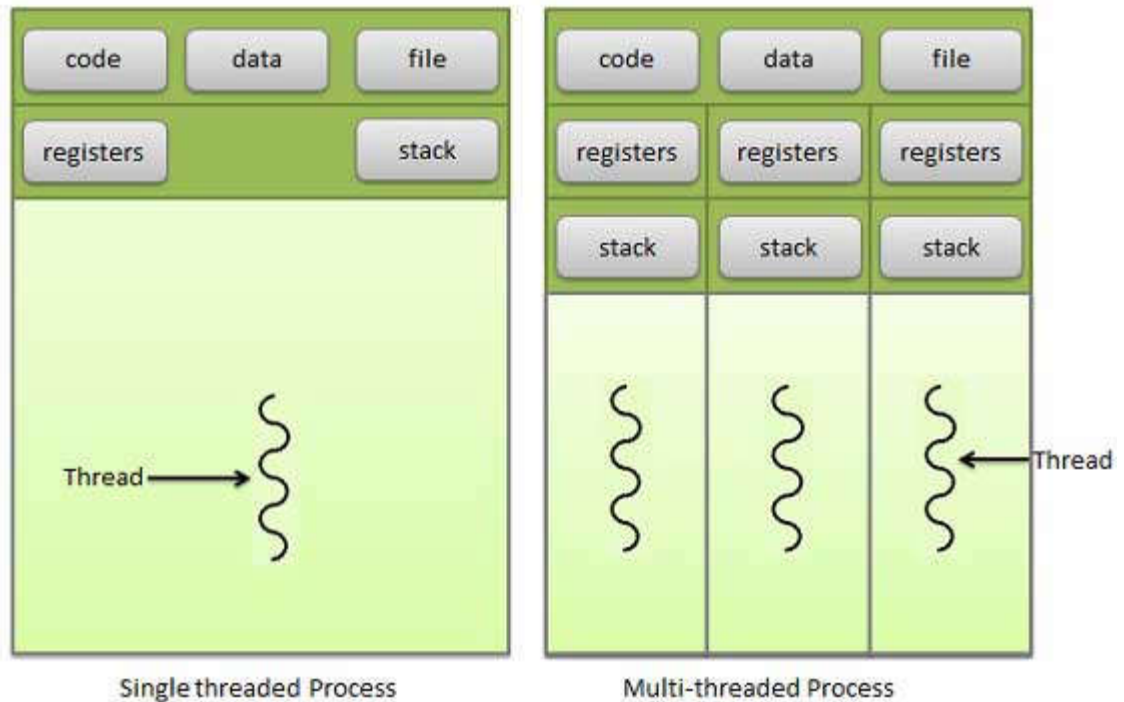 code data file
registers stack
Thread
Single threaded Process
code data file
registers registers registers
stack stack stack
Thread
Multi-threaded Process